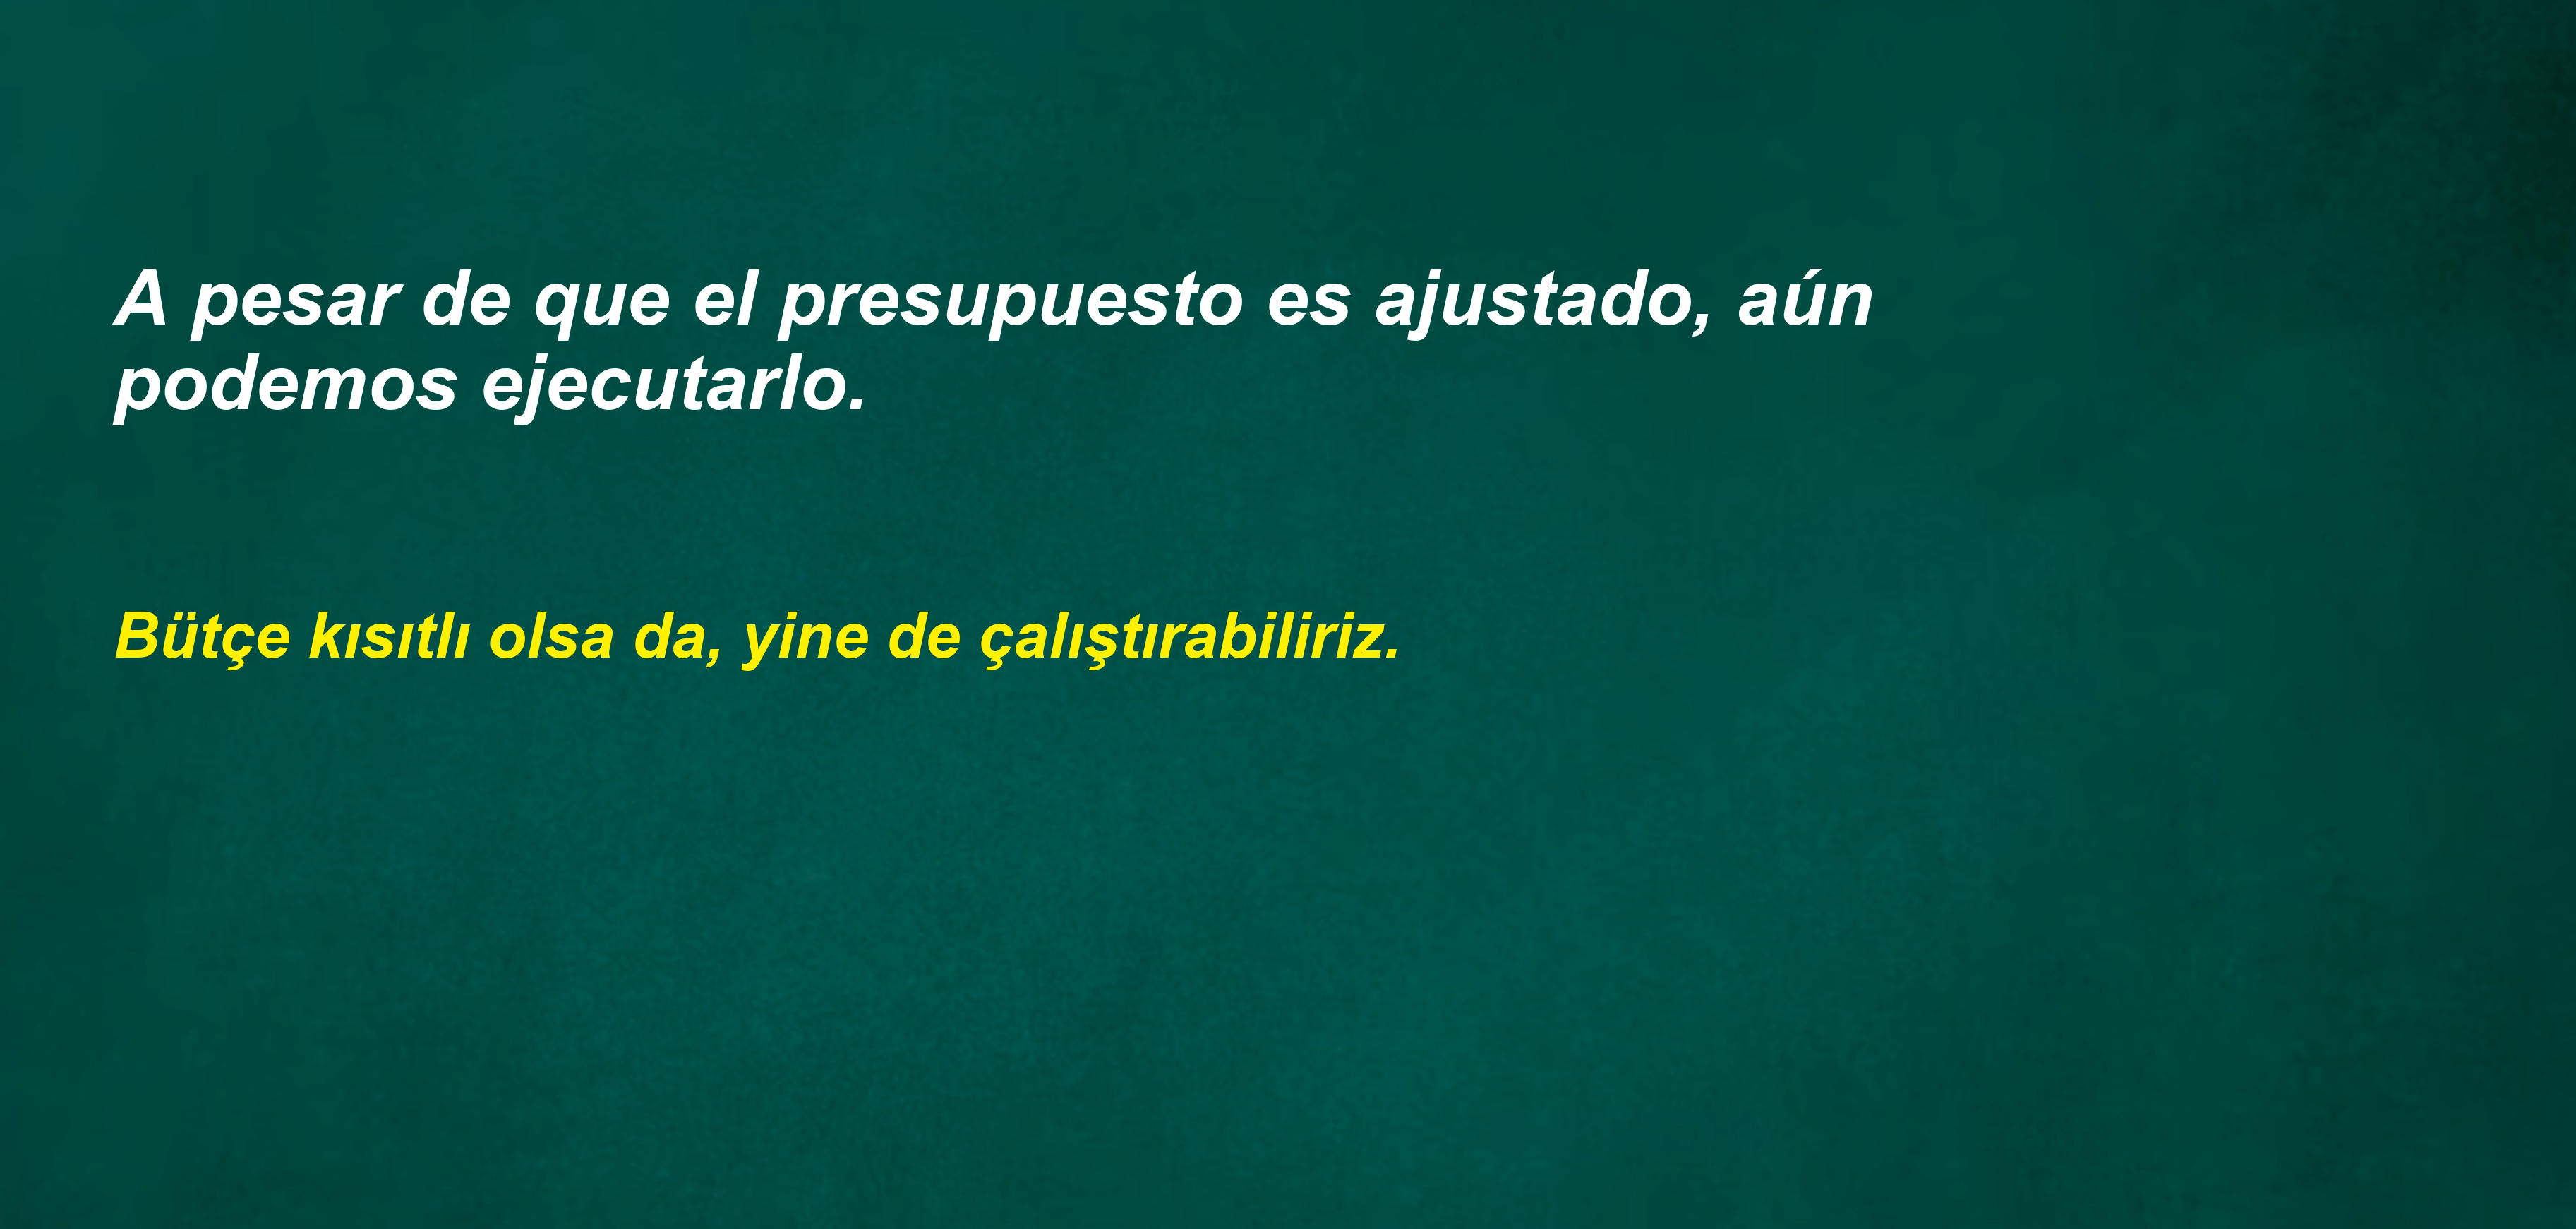 A pesar de que el presupuesto es ajustado, aún
podemos ejecutarlo.
Bütçe kısıtlı olsa da, yine de çalıştırabiliriz.